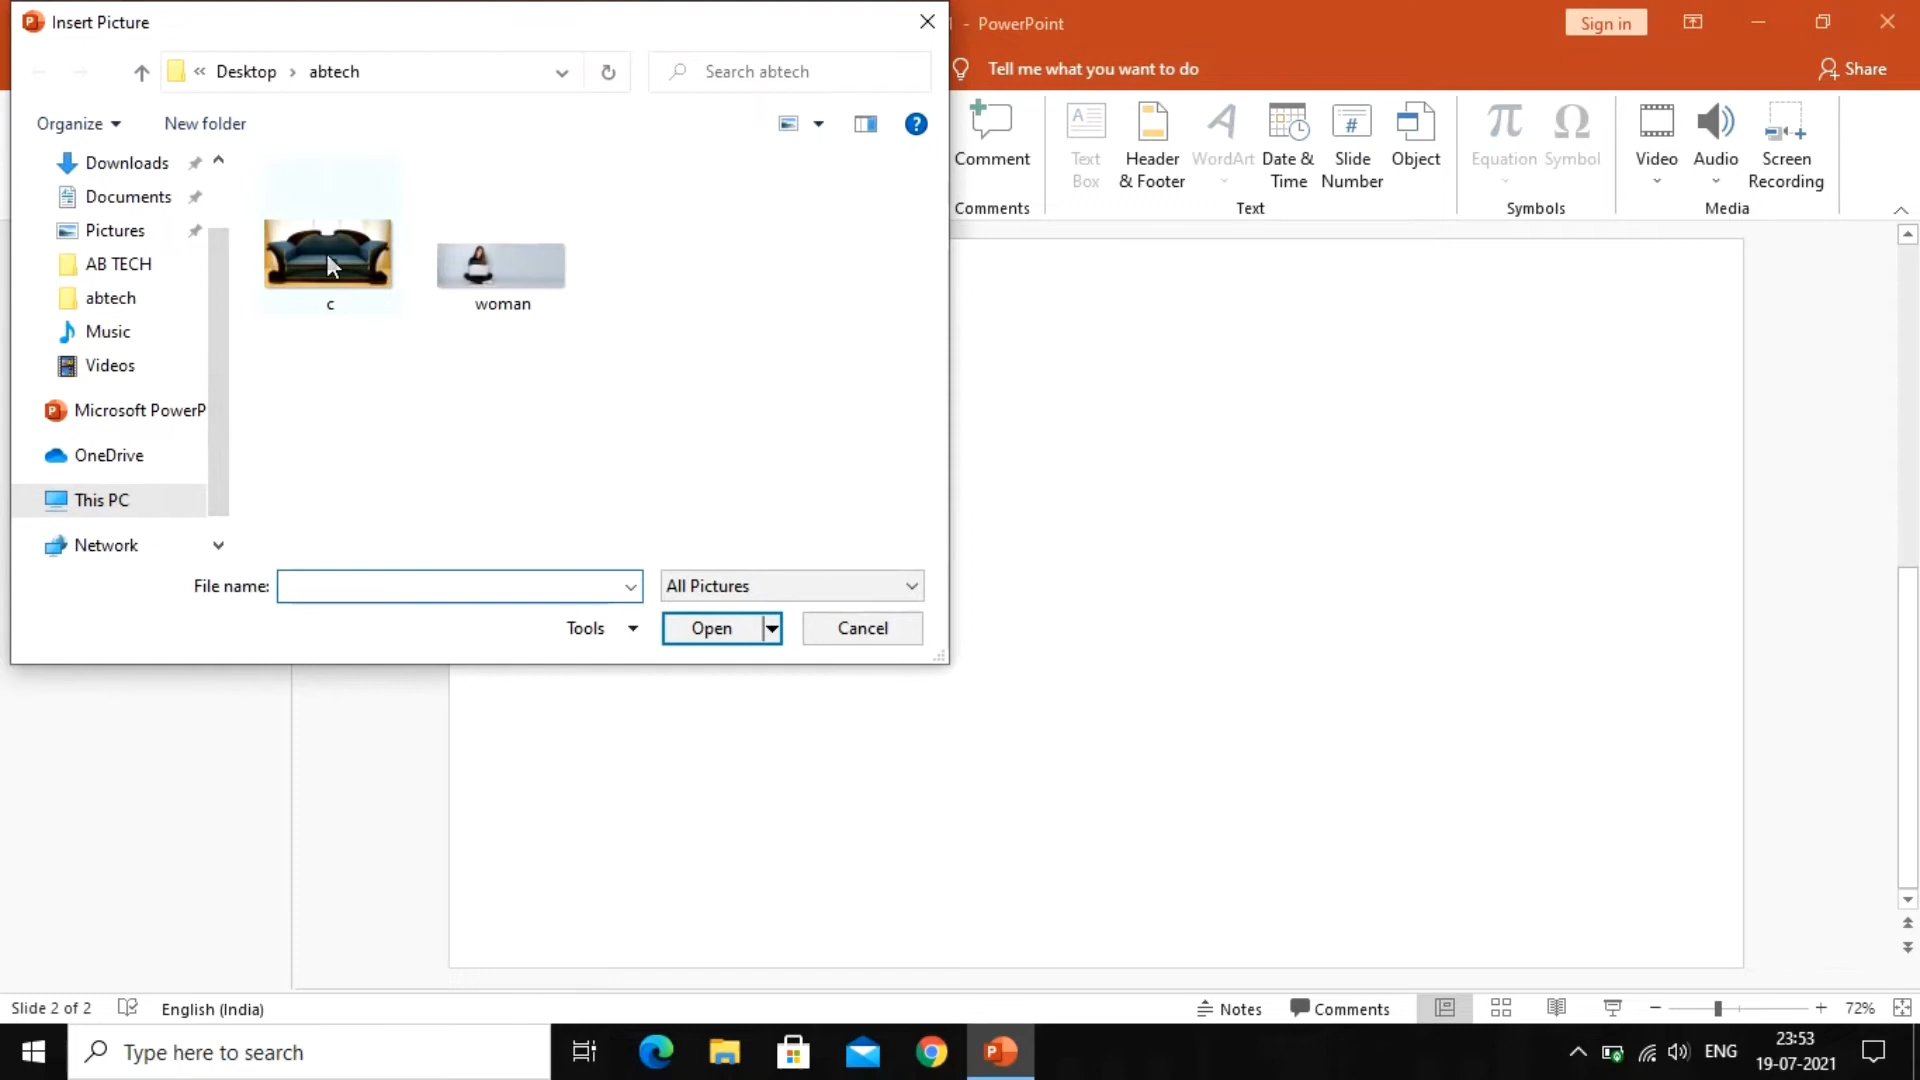 Insert Picture
1 - PowerPoint
Sign in
« Desktop › abtech
Search abtech
Tell me what you want to do
Share
Organize
New folder
Downloads
Documents
Pictures
AB TECH
abtech
Music
Videos
Microsoft PowerP
OneDrive
This PC
Network
c
woman
Comment
Text Box
Header & Footer
WordArt
Date & Time
Slide Number
Object
Equation
Symbol
Video
Audio
Screen Recording
Comments
Text
Symbols
Media
File name:
All Pictures
Tools
Open
Cancel
Slide 2 of 2
English (India)
Notes
Comments
72%
Type here to search
ENG
23:53
19-07-2021